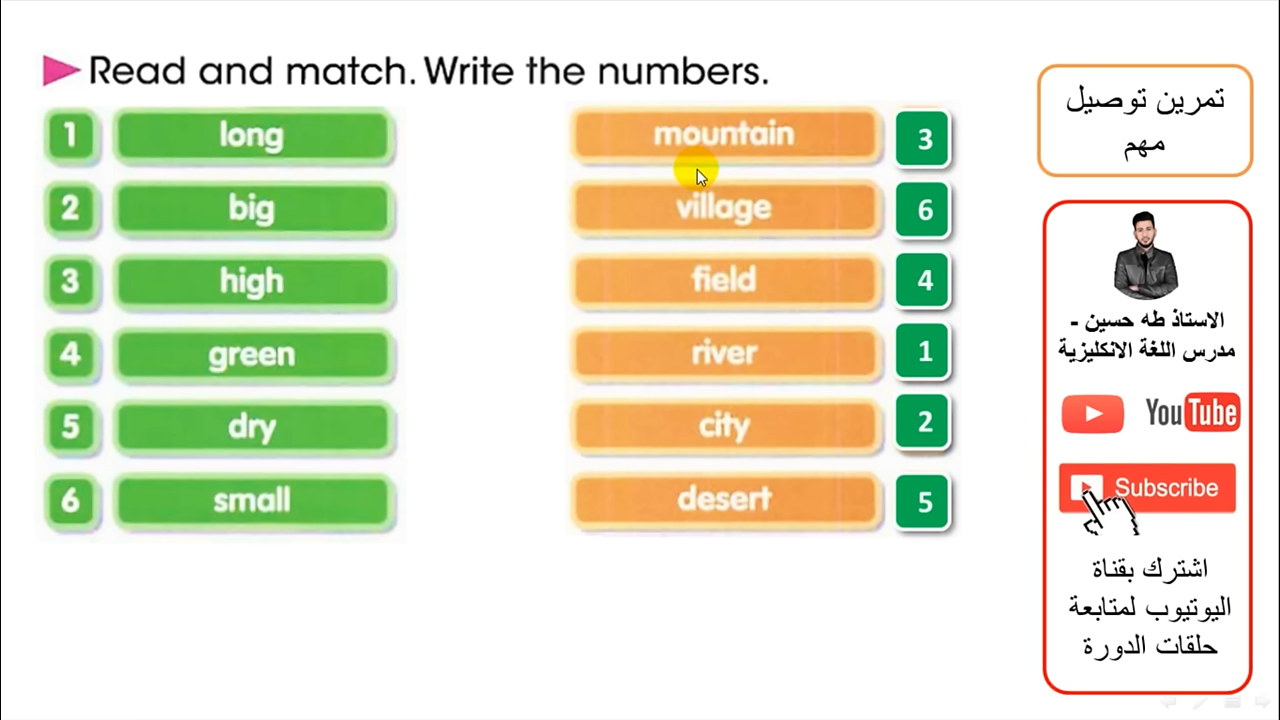 Read and match. Write the numbers.
1 long mountain 3
2 big village 6
3 high field 4
4 green river 1
5 dry city 2
6 small desert 5
تمرين توصيل
مهم
الاستاذ طه حسين -
مدرس اللغة الانكليزية
YouTube
Subscribe
اشترك بقناة
اليوتيوب لمتابعة
حلقات الدورة